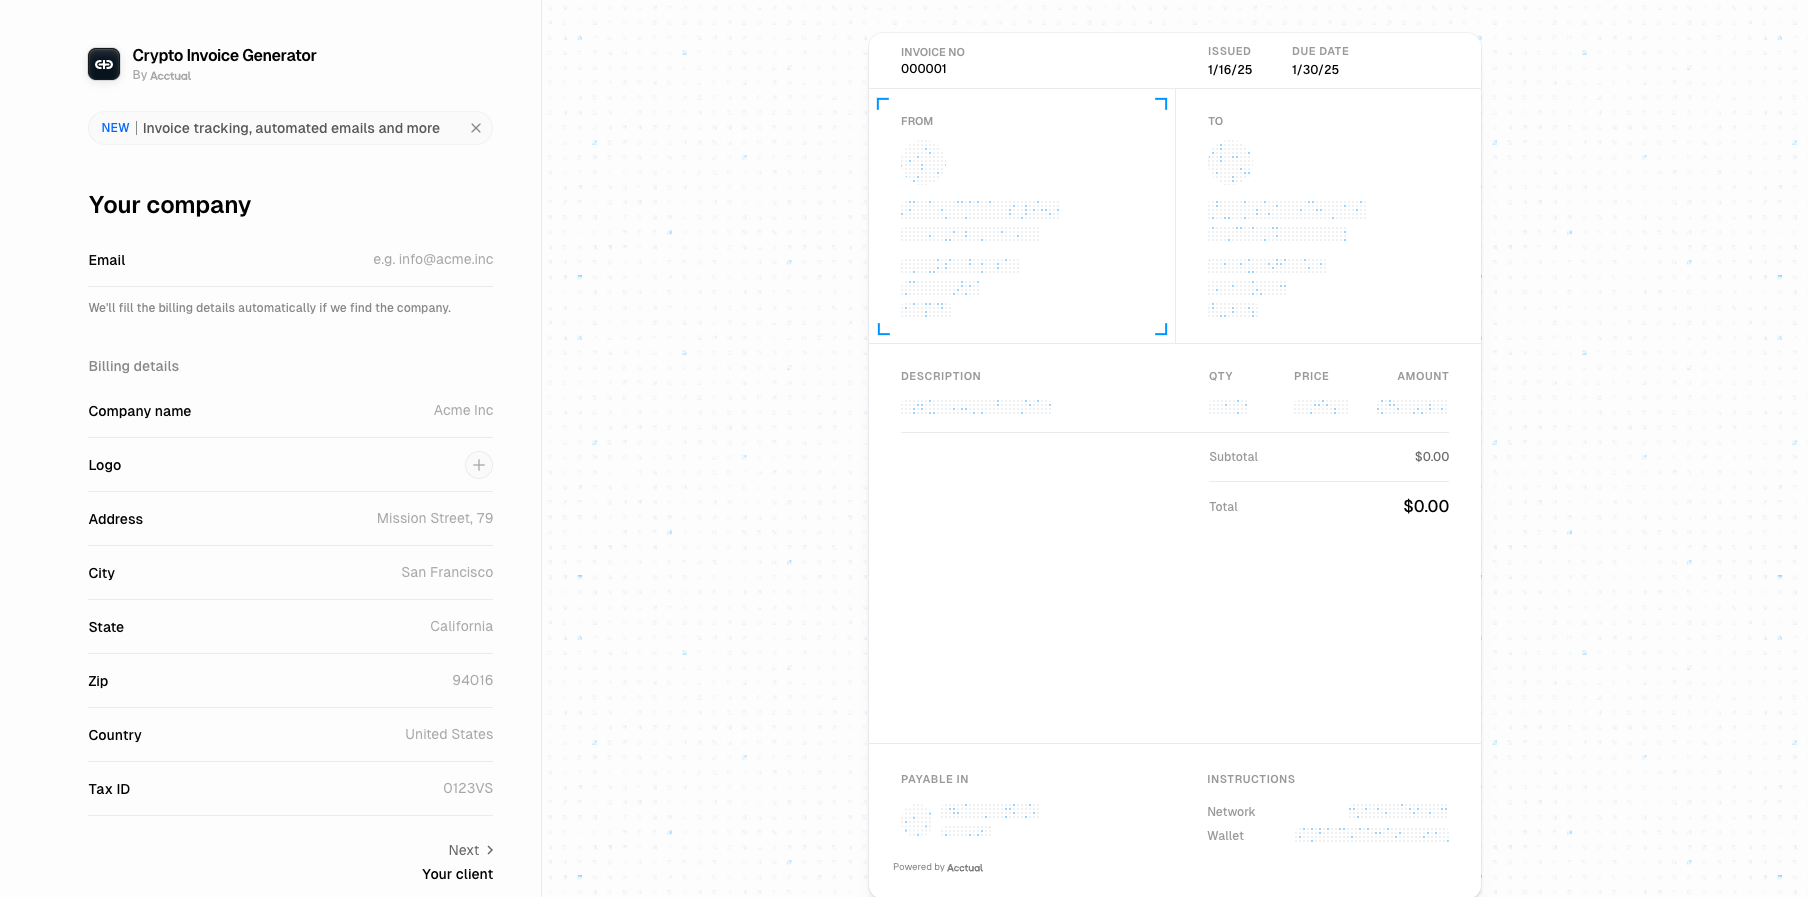 Crypto Invoice Generator
By Acctual
NEW | Invoice tracking, automated emails and more
Your company
Email e.g. info@acme.inc
We'll fill the billing details automatically if we find the company.
Billing details
Company name Acme Inc
Logo
Address Mission Street, 79
City San Francisco
State California
Zip 94016
Country United States
Tax ID 0123VS
Next
Your client
INVOICE NO ISSUED DUE DATE
000001 1/16/25 1/30/25
FROM TO
DESCRIPTION QTY PRICE AMOUNT
Subtotal $0.00
Total $0.00
PAYABLE IN INSTRUCTIONS
Network
Wallet
Powered by Acctual